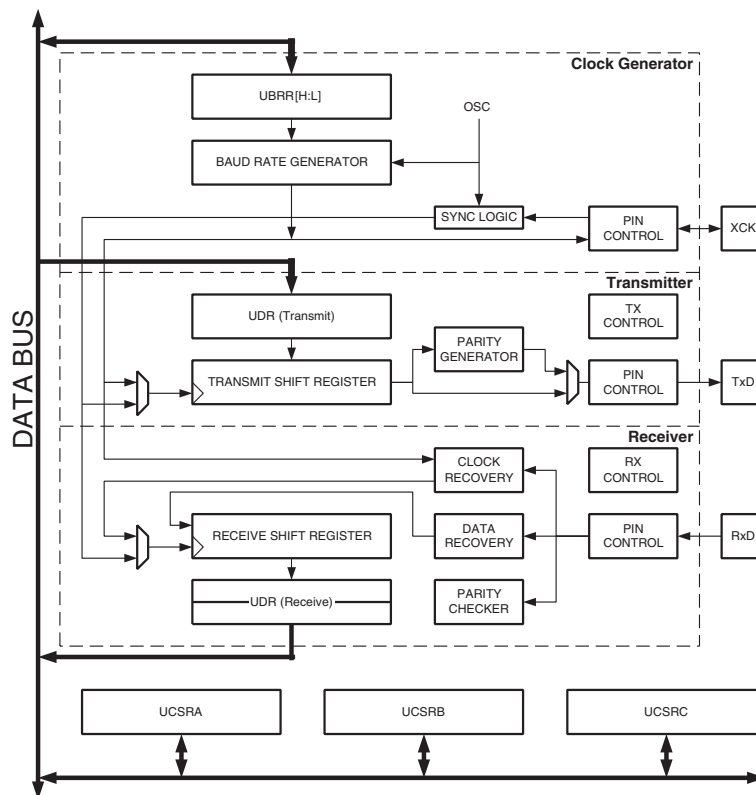 Clock Generator
UBRR[H:L]
OSC
BAUD RATE GENERATOR
SYNC LOGIC
PIN
CONTROL
XCK
Transmitter
UDR (Transmit)
TX
CONTROL
PARITY
GENERATOR
TRANSMIT SHIFT REGISTER
PIN
CONTROL
TxD
DATA BUS
Receiver
CLOCK
RECOVERY
RX
CONTROL
RECEIVE SHIFT REGISTER
DATA
RECOVERY
PIN
CONTROL
RxD
UDR (Receive)
PARITY
CHECKER
UCSRA
UCSRB
UCSRC